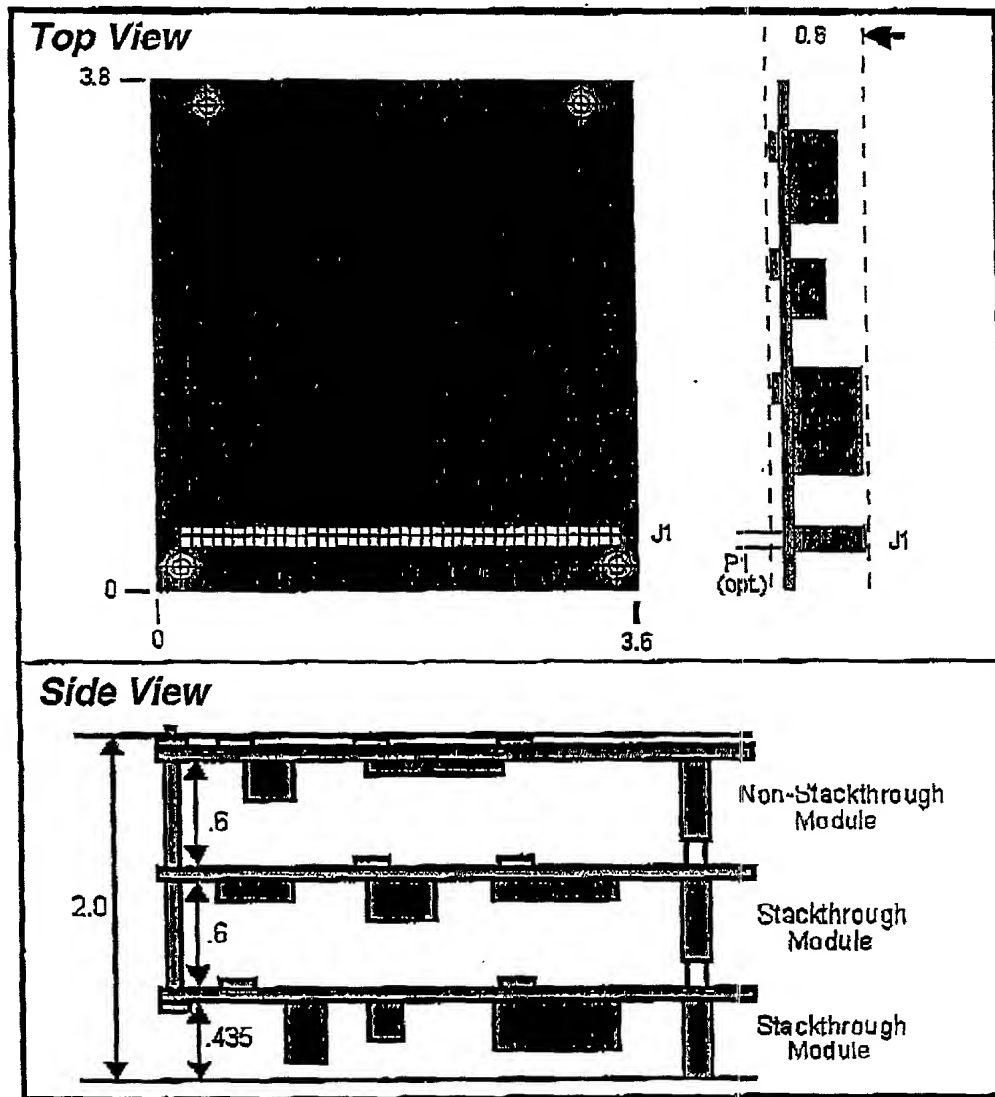 Top View
0.6
3.8
J1
J1
P1
(opt.)
0
0
3.6
Side View
Non-Stackthrough
Module
.6
2.0
Stackthrough
Module
.6
Stackthrough
Module
.435